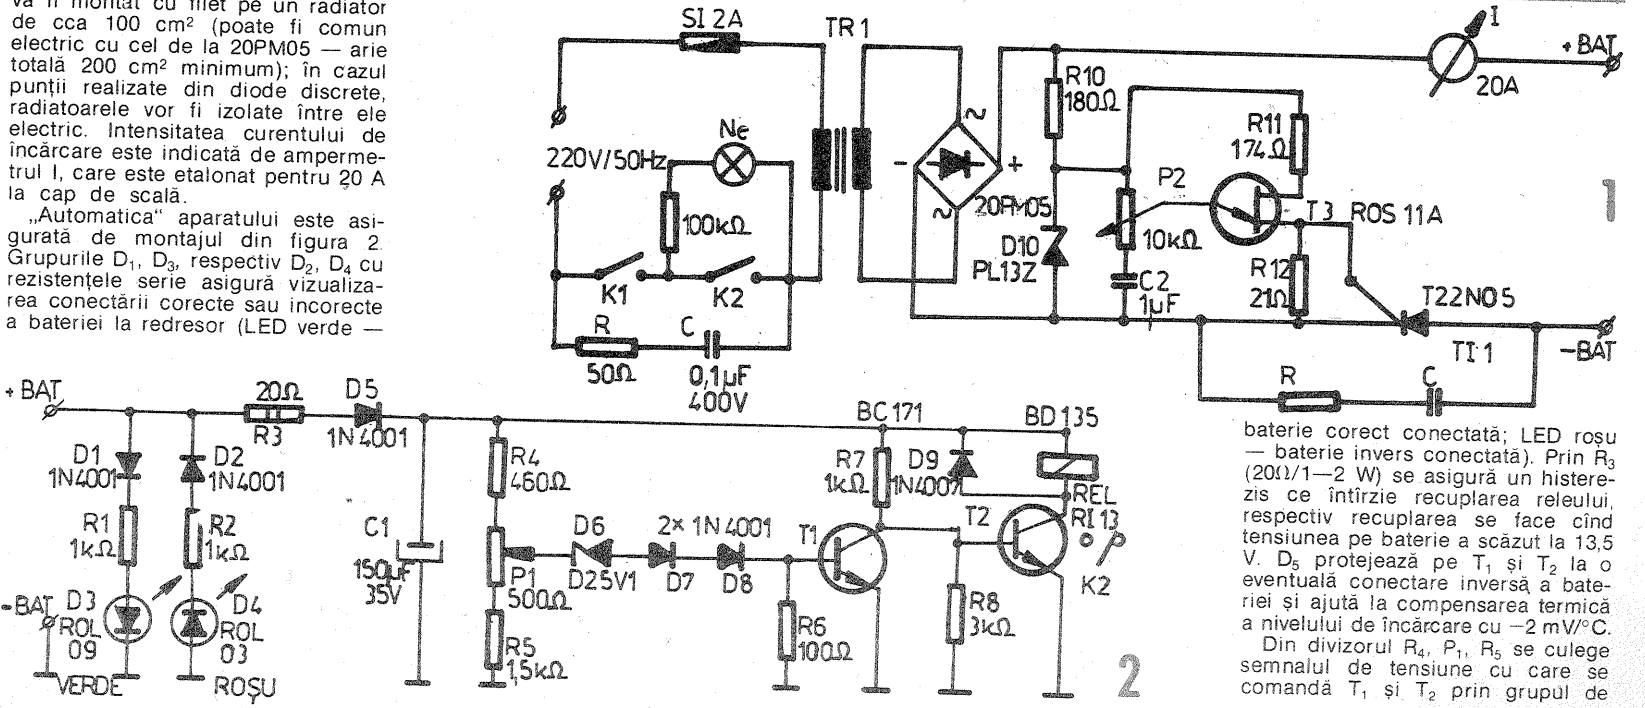 va fi montat cu filet pe un radiator
de cca 100 cm² (poate fi comun
electric cu cel de la 20PM05 — arie
totală 200 cm² minimum); în cazul
punții realizate din diode discrete,
radiatoarele vor fi izolate între ele
electric. Intensitatea curentului de
încărcare este indicată de amperme-
trul I, care este etalonat pentru 20 A
la cap de scală.
„Automatica“ aparatului este asi-
gurată de montajul din figura 2.
Grupurile D₁, D₃, respectiv D₂, D₄ cu
rezistențele serie asigură vizualiza-
rea conectării corecte sau incorecte
a bateriei la redresor (LED verde —
SI 2A
TR1
220V/50Hz
Ne
100kΩ
K1
K2
R
50Ω
C
0,1µF
400V
~
-
+
~
20PM05
R10
180Ω
D10
PL13Z
P2
10kΩ
C2
1µF
R11
174Ω
T3
ROS 11A
R12
21Ω
I
20A
+BAT
T22N05
TI1
-BAT
R
C
1
+BAT
D1
1N4001
D2
1N4001
R1
1kΩ
R2
1kΩ
-BAT
D3
ROL
09
D4
ROL
03
VERDE
ROȘU
20Ω
R3
D5
1N4001
C1
150µF
35V
R4
460Ω
P1
500Ω
R5
1,5kΩ
D6
D25V1
2× 1N4001
D7
D8
R6
100Ω
BC171
R7
1kΩ
T1
D9
1N4007
BD135
REL
RI13
T2
K2
R8
3kΩ
2
baterie corect conectată; LED roșu
— baterie invers conectată). Prin R₃
(20Ω/1—2 W) se asigură un histere-
zis ce întîrzie recuplarea releului,
respectiv recuplarea se face cînd
tensiunea pe baterie a scăzut la 13,5
V. D₅ protejează pe T₁ și T₂ la o
eventuală conectare inversă a bate-
riei și ajută la compensarea termică
a nivelului de încărcare cu −2 mV/°C.
Din divizorul R₄, P₁, R₅ se culege
semnalul de tensiune cu care se
comandă T₁ și T₂ prin grupul de